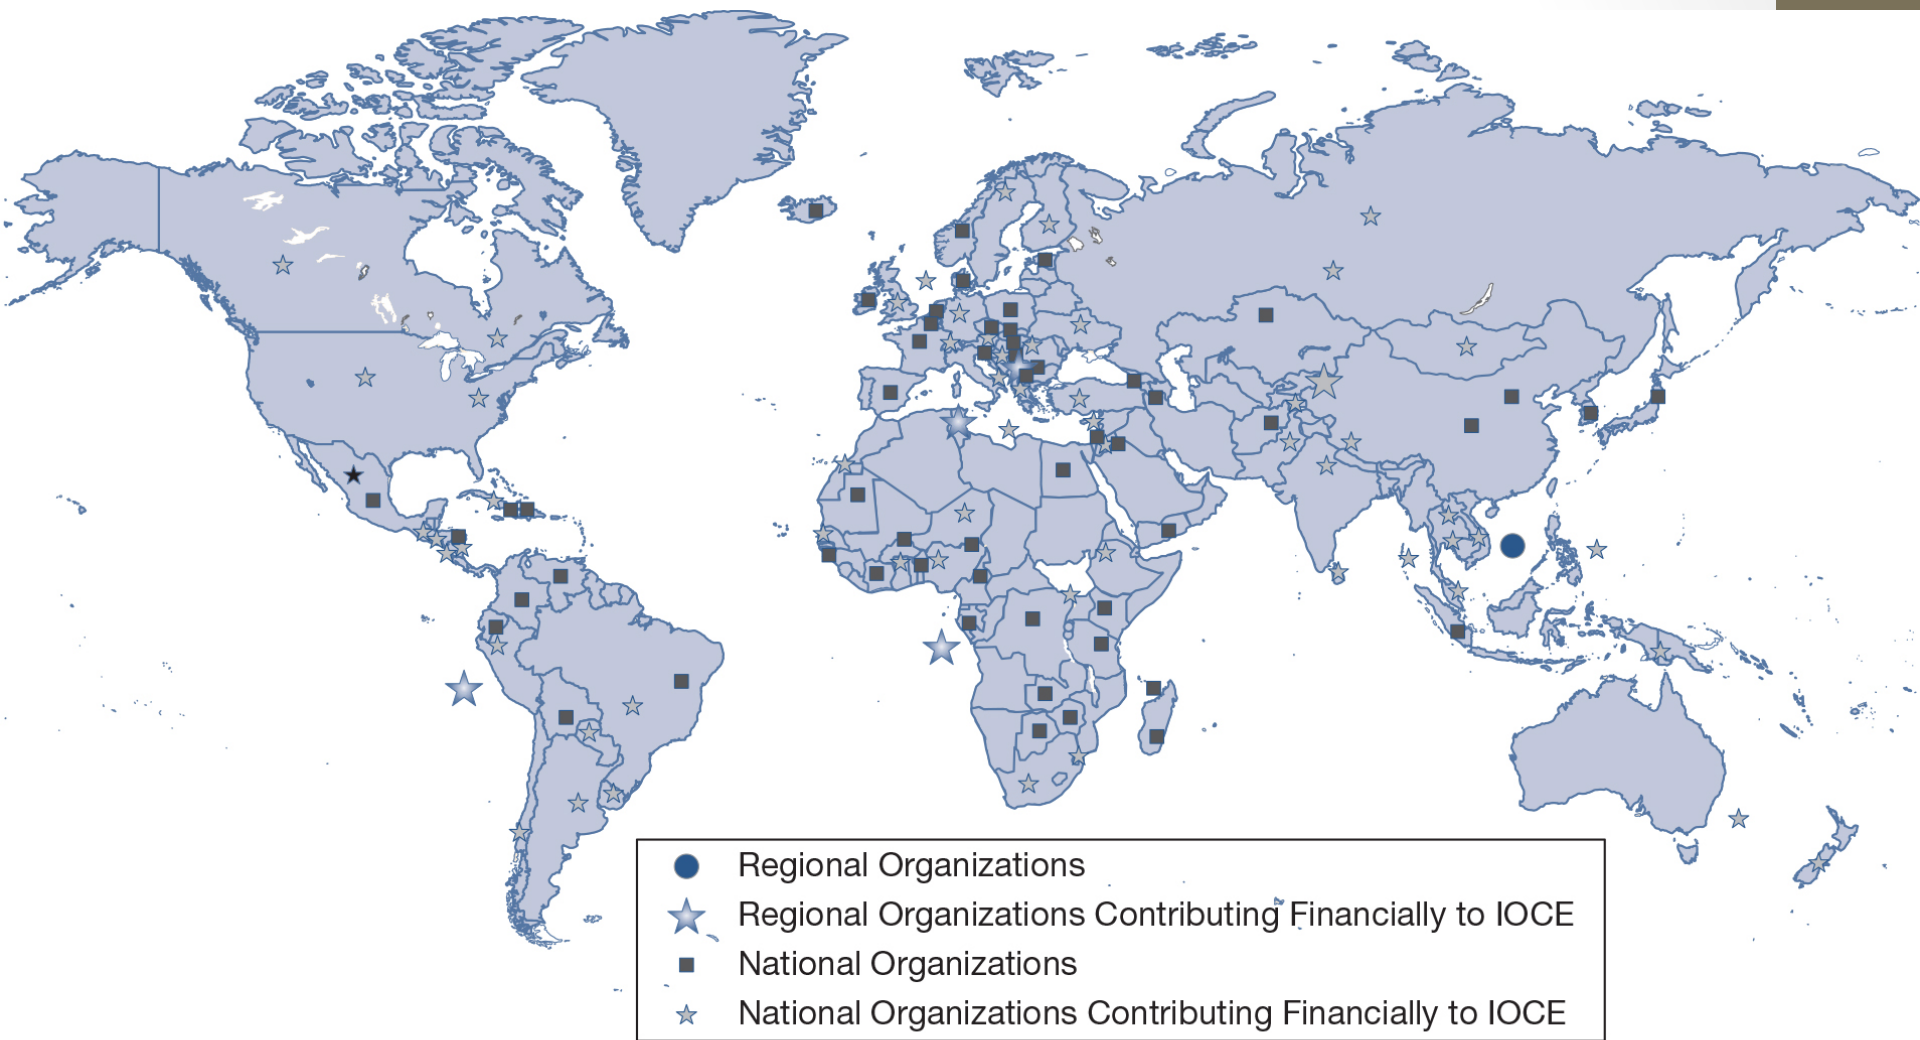 Regional Organizations
Regional Organizations Contributing Financially to IOCE
National Organizations
National Organizations Contributing Financially to IOCE